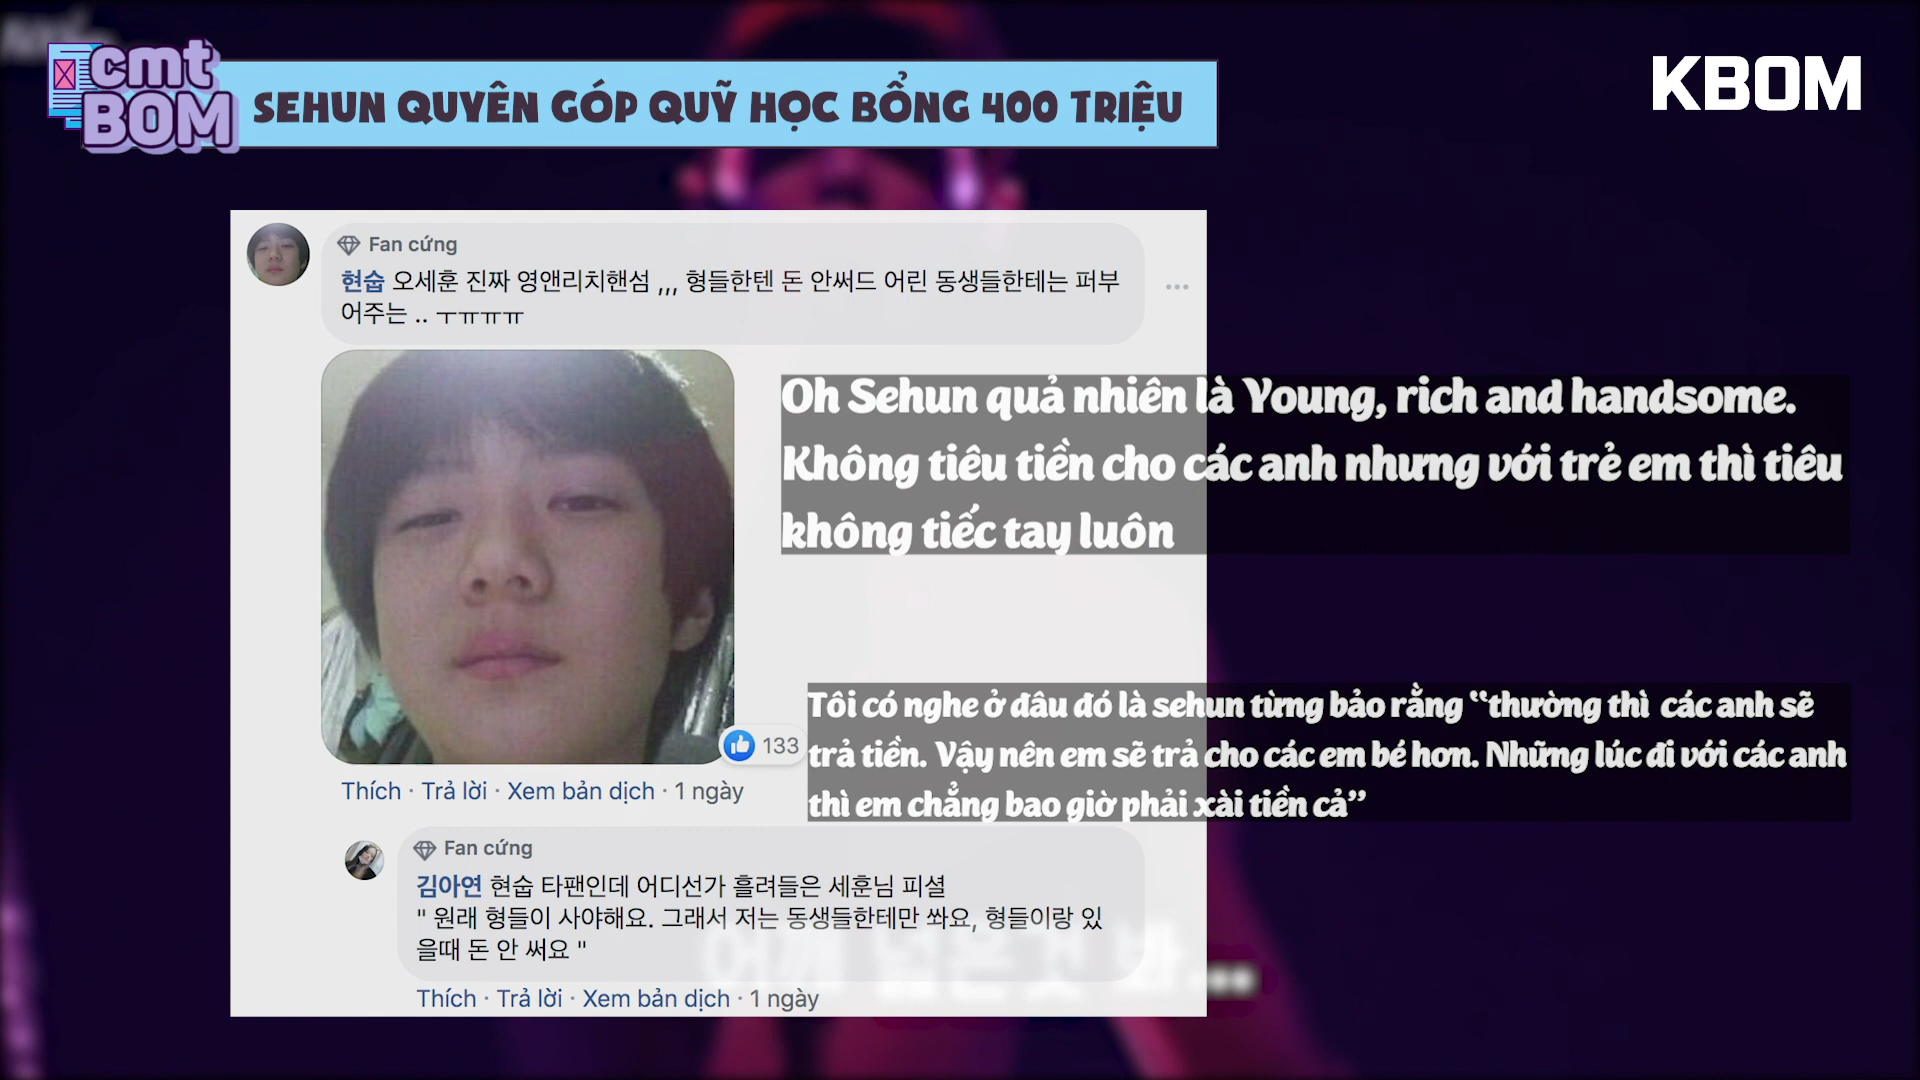 cmt
BOM
SEHUN QUYÊN GÓP QUỸ HỌC BỔNG 400 TRIỆU
KBOM
Fan cứng
현숩 오세훈 진짜 영앤리치핸섬 ,,, 형들한텐 돈 안써드 어린 동생들한테는 퍼부
어주는 .. ㅜㅠㅠㅠ
Oh Sehun quả nhiên là Young, rich and handsome.
Không tiêu tiền cho các anh nhưng với trẻ em thì tiêu
không tiếc tay luôn
133
Thích · Trả lời · Xem bản dịch · 1 ngày
Tôi có nghe ở đâu đó là sehun từng bảo rằng “thường thì các anh sẽ
trả tiền. Vậy nên em sẽ trả cho các em bé hơn. Những lúc đi với các anh
thì em chẳng bao giờ phải xài tiền cả”
Fan cứng
김아연 현숩 타팬인데 어디선가 흘려들은 세훈님 피셜
" 원래 형들이 사야해요. 그래서 저는 동생들한테만 쏴요, 형들이랑 있
을때 돈 안 써요 "
Thích · Trả lời · Xem bản dịch · 1 ngày